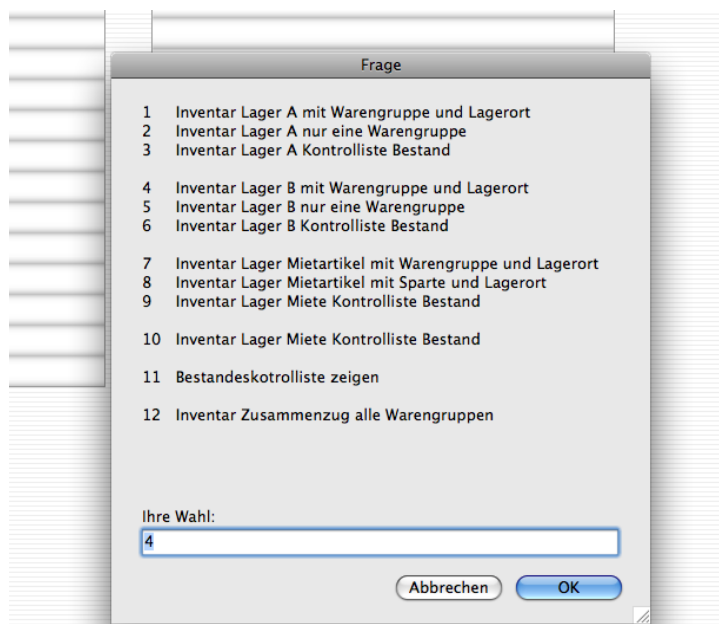 Frage
1 Inventar Lager A mit Warengruppe und Lagerort
2 Inventar Lager A nur eine Warengruppe
3 Inventar Lager A Kontrolliste Bestand
4 Inventar Lager B mit Warengruppe und Lagerort
5 Inventar Lager B nur eine Warengruppe
6 Inventar Lager B Kontrolliste Bestand
7 Inventar Lager Mietartikel mit Warengruppe und Lagerort
8 Inventar Lager Mietartikel mit Sparte und Lagerort
9 Inventar Lager Miete Kontrolliste Bestand
10 Inventar Lager Miete Kontrolliste Bestand
11 Bestandeskotrolliste zeigen
12 Inventar Zusammenzug alle Warengruppen
Ihre Wahl:
4
Abbrechen OK